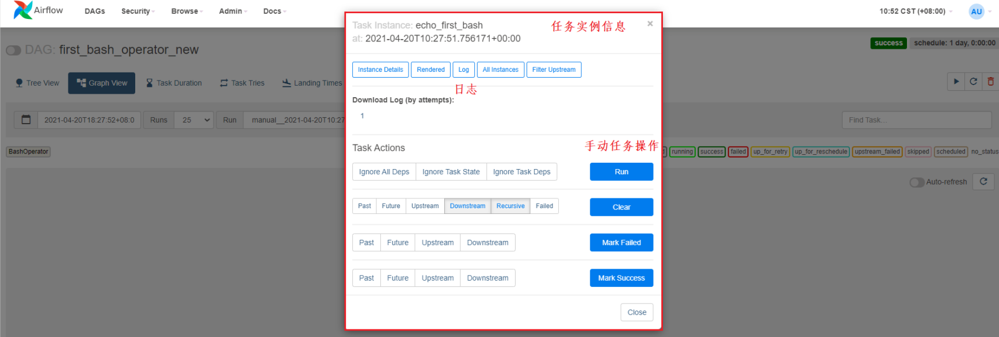 Airflow DAGs Security Browse Admin Docs 10:52 CST (+08:00) AU
DAG: first_bash_operator_new
success schedule: 1 day, 0:00:00
Tree View Graph View Task Duration Task Tries Landing Times
2021-04-20T18:27:52+08:0 Runs 25 Run manual__2021-04-20T10:27 Find Task...
BashOperator
running success failed up_for_retry up_for_reschedule upstream_failed skipped scheduled no_status
Auto-refresh
Task Instance: echo_first_bash 任务实例信息 ×
at: 2021-04-20T10:27:51.756171+00:00
Instance Details Rendered Log All Instances Filter Upstream
日志
Download Log (by attempts):
1
Task Actions 手动任务操作
Ignore All Deps Ignore Task State Ignore Task Deps Run
Past Future Upstream Downstream Recursive Failed Clear
Past Future Upstream Downstream Mark Failed
Past Future Upstream Downstream Mark Success
Close